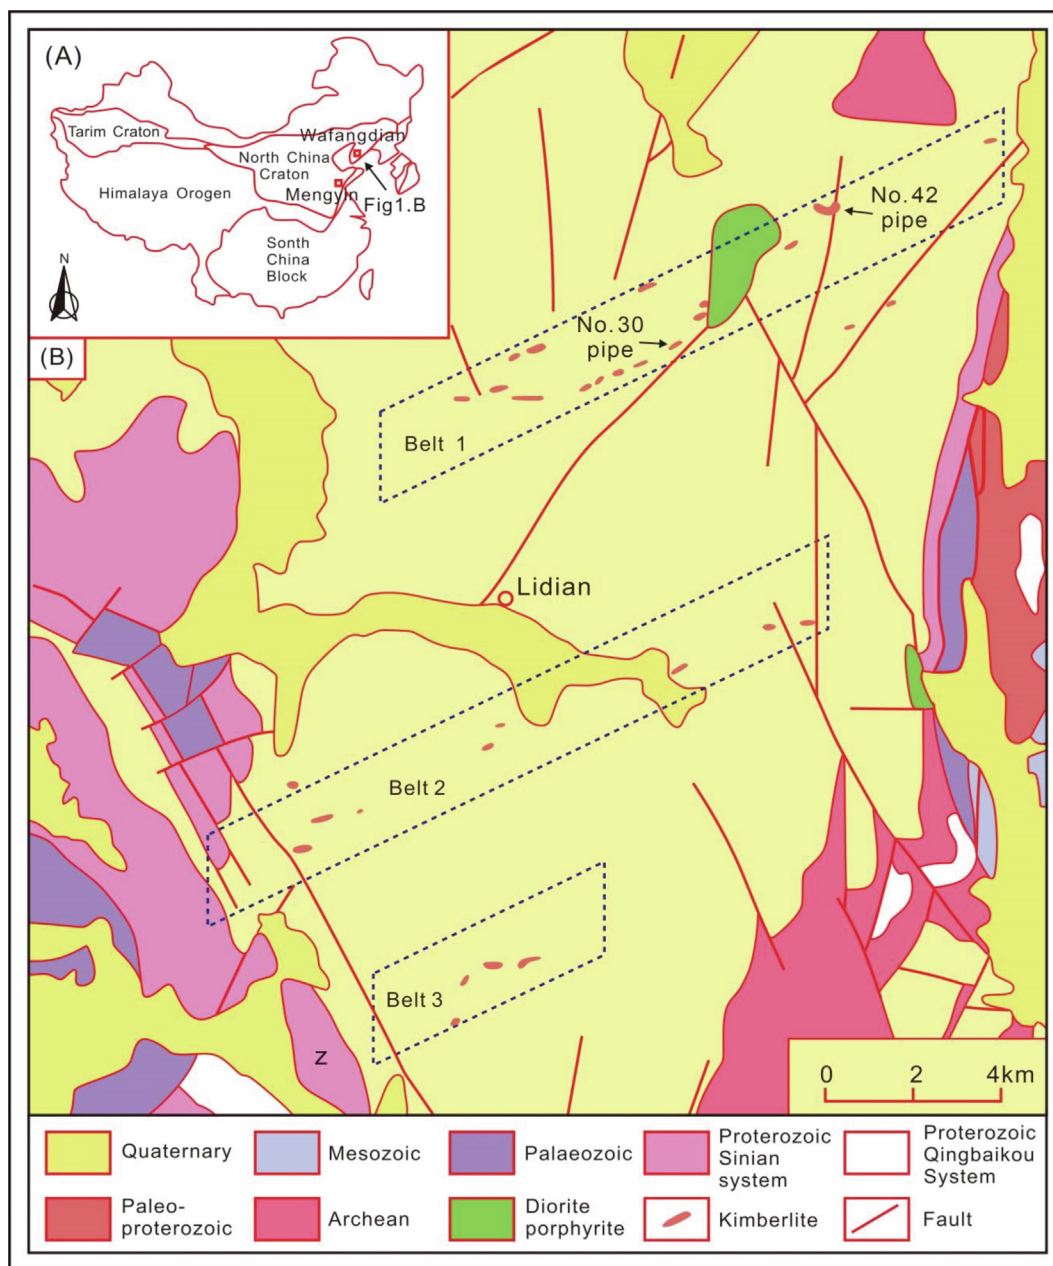 (A)
Tarim Craton
Wafangdian
North China
Craton
Himalaya Orogen
Mengyin
Fig1.B
Sonth
China
Block
N
(B)
No.42
pipe
No.30
pipe
Belt 1
Lidian
Belt 2
Belt 3
z
0 2 4km
Quaternary
Mesozoic
Palaeozoic
Proterozoic
Sinian
system
Proterozoic
Qingbaikou
System
Paleo-
proterozoic
Archean
Diorite
porphyrite
Kimberlite
Fault